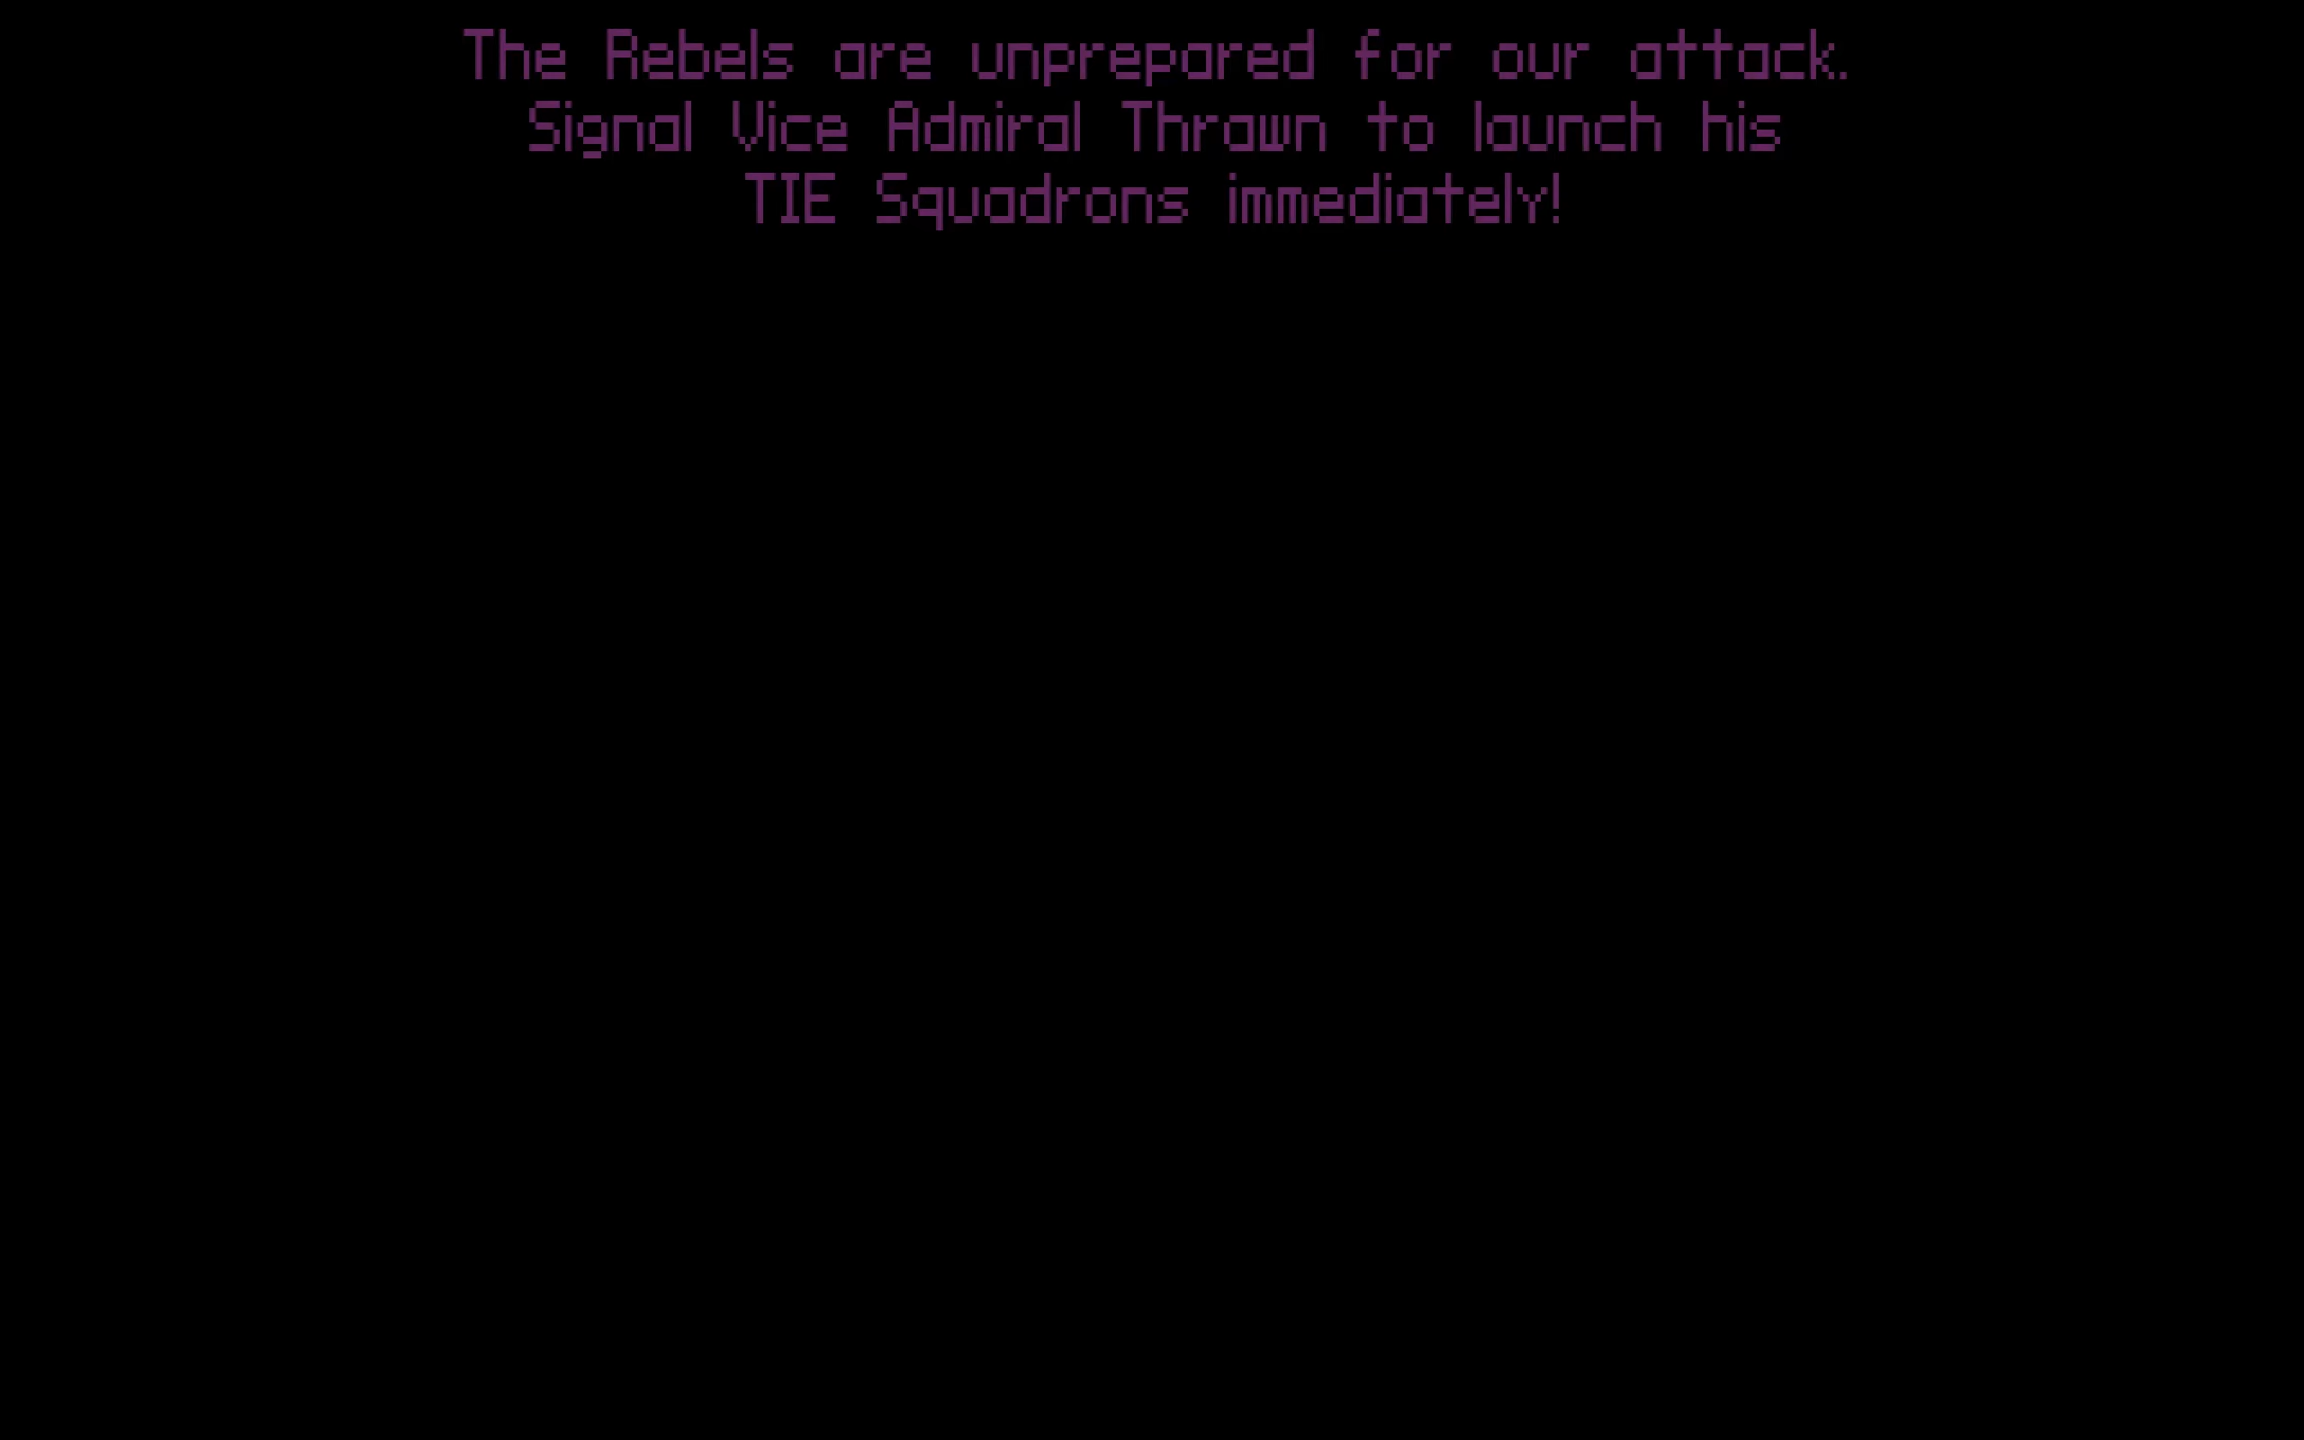 The Rebels are unprepared for our attack.
Signal Vice Admiral Thrawn to launch his
TIE Squadrons immediately!